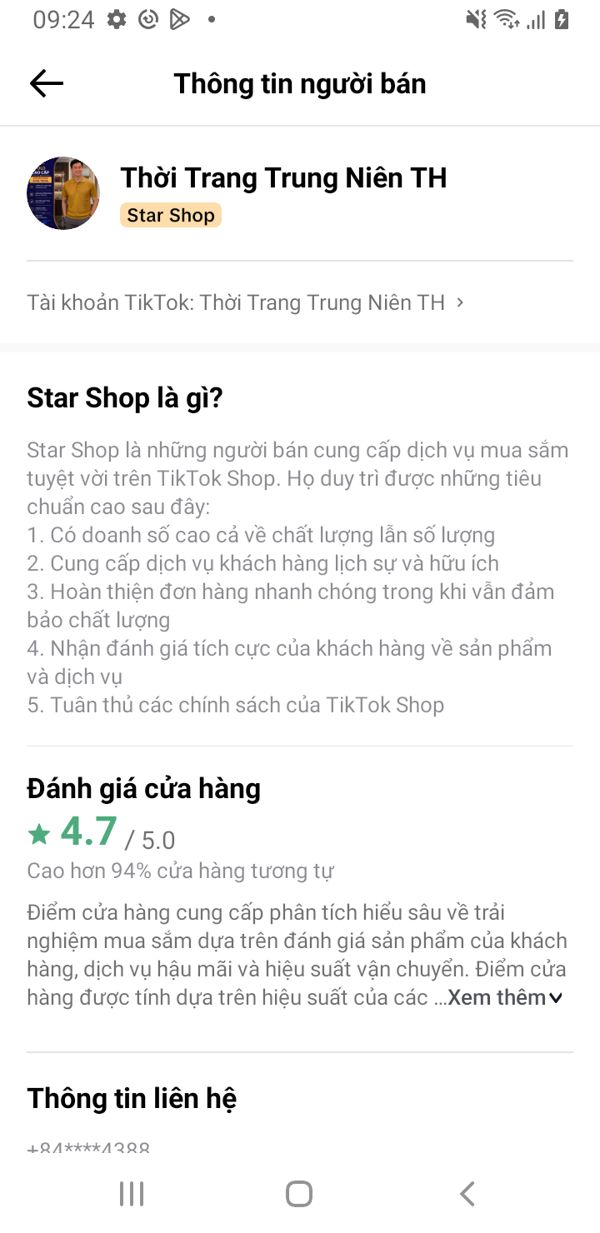 09:24
Thông tin người bán
Thời Trang Trung Niên TH
Star Shop
Tài khoản TikTok: Thời Trang Trung Niên TH >
Star Shop là gì?
Star Shop là những người bán cung cấp dịch vụ mua sắm
tuyệt vời trên TikTok Shop. Họ duy trì được những tiêu
chuẩn cao sau đây:
1. Có doanh số cao cả về chất lượng lẫn số lượng
2. Cung cấp dịch vụ khách hàng lịch sự và hữu ích
3. Hoàn thiện đơn hàng nhanh chóng trong khi vẫn đảm
bảo chất lượng
4. Nhận đánh giá tích cực của khách hàng về sản phẩm
và dịch vụ
5. Tuân thủ các chính sách của TikTok Shop
Đánh giá cửa hàng
4.7 / 5.0
Cao hơn 94% cửa hàng tương tự
Điểm cửa hàng cung cấp phân tích hiểu sâu về trải
nghiệm mua sắm dựa trên đánh giá sản phẩm của khách
hàng, dịch vụ hậu mãi và hiệu suất vận chuyển. Điểm cửa
hàng được tính dựa trên hiệu suất của các ...Xem thêm
Thông tin liên hệ
+84****4388